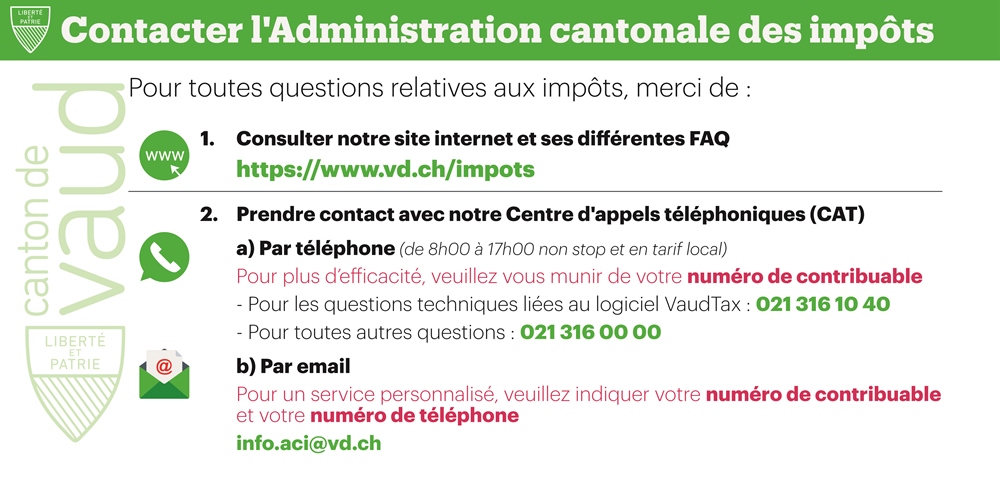 LIBERTÉ
ET
PATRIE
Contacter l'Administration cantonale des impôts
canton de
vaud
LIBERTÉ
ET
PATRIE
Pour toutes questions relatives aux impôts, merci de :
www
1. Consulter notre site internet et ses différentes FAQ
https://www.vd.ch/impots
2. Prendre contact avec notre Centre d'appels téléphoniques (CAT)
a) Par téléphone (de 8h00 à 17h00 non stop et en tarif local)
Pour plus d’efficacité, veuillez vous munir de votre numéro de contribuable
- Pour les questions techniques liées au logiciel VaudTax : 021 316 10 40
- Pour toutes autres questions : 021 316 00 00
@
b) Par email
Pour un service personnalisé, veuillez indiquer votre numéro de contribuable
et votre numéro de téléphone
info.aci@vd.ch